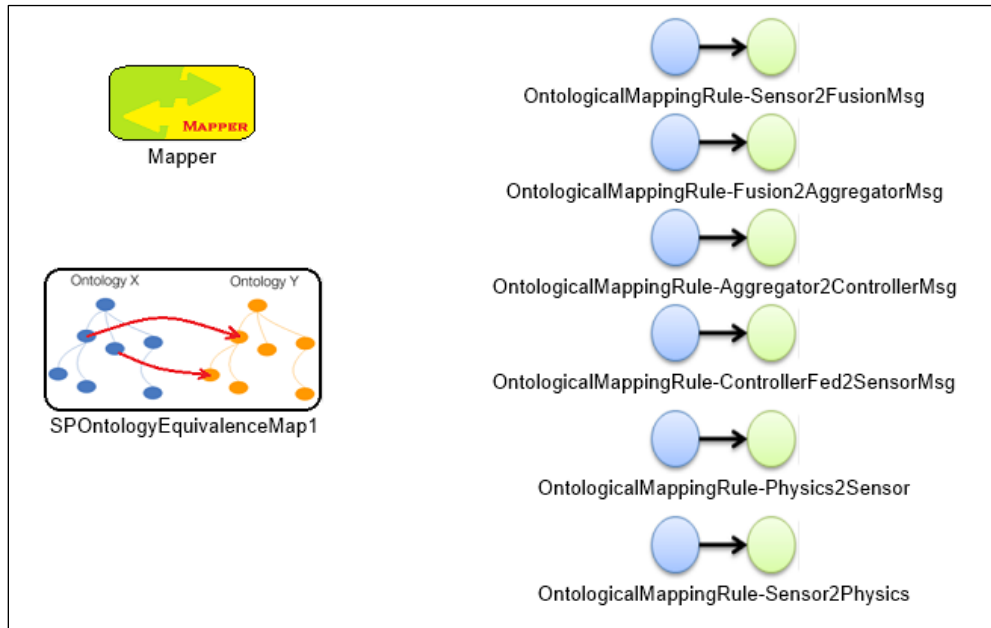 MAPPER
Mapper
Ontology X
Ontology Y
SPOntologyEquivalenceMap1
OntologicalMappingRule-Sensor2FusionMsg
OntologicalMappingRule-Fusion2AggregatorMsg
OntologicalMappingRule-Aggregator2ControllerMsg
OntologicalMappingRule-ControllerFed2SensorMsg
OntologicalMappingRule-Physics2Sensor
OntologicalMappingRule-Sensor2Physics